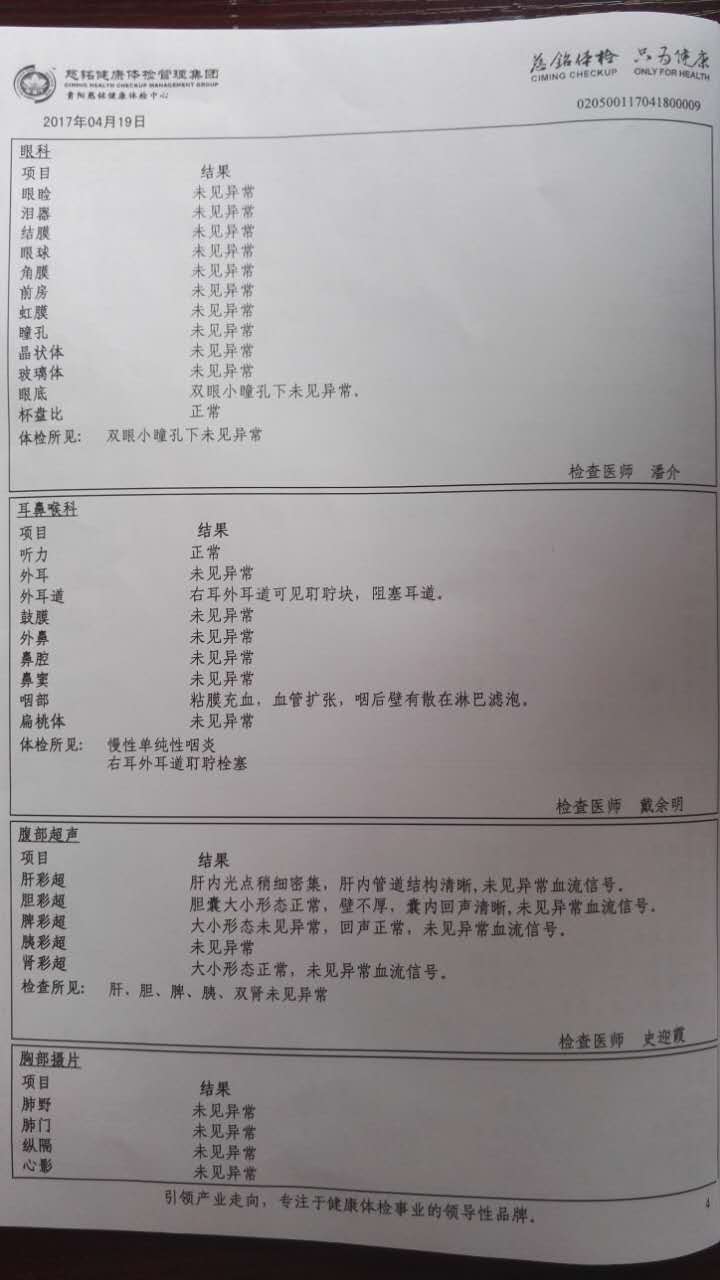 慈铭健康体检管理集团
CIMING HEALTH CHECKUP MANAGEMENT GROUP
贵阳慈铭健康体检中心
慈铭体检 只为健康
CIMING CHECKUP ONLY FOR HEALTH
020500117041800009
2017年04月19日
眼科
项目 结果
眼睑 未见异常
泪器 未见异常
结膜 未见异常
眼球 未见异常
角膜 未见异常
前房 未见异常
虹膜 未见异常
瞳孔 未见异常
晶状体 未见异常
玻璃体 未见异常
眼底 双眼小瞳孔下未见异常。
杯盘比 正常
体检所见: 双眼小瞳孔下未见异常
检查医师 潘介
耳鼻喉科
项目 结果
听力 正常
外耳 未见异常
外耳道 右耳外耳道可见耵聍块，阻塞耳道。
鼓膜 未见异常
外鼻 未见异常
鼻腔 未见异常
鼻窦 未见异常
咽部 粘膜充血，血管扩张，咽后壁有散在淋巴滤泡。
扁桃体 未见异常
体检所见: 慢性单纯性咽炎
右耳外耳道耵聍栓塞
检查医师 戴余明
腹部超声
项目 结果
肝彩超 肝内光点稍细密集，肝内管道结构清晰,未见异常血流信号。
胆彩超 胆囊大小形态正常，壁不厚，囊内回声清晰,未见异常血流信号。
脾彩超 大小形态未见异常，回声正常，未见异常血流信号。
胰彩超 未见异常
肾彩超 大小形态正常，未见异常血流信号。
检查所见: 肝、胆、脾、胰、双肾未见异常
检查医师 史迎霞
胸部摄片
项目 结果
肺野 未见异常
肺门 未见异常
纵隔 未见异常
心影 未见异常
引领产业走向，专注于健康体检事业的领导性品牌。
4